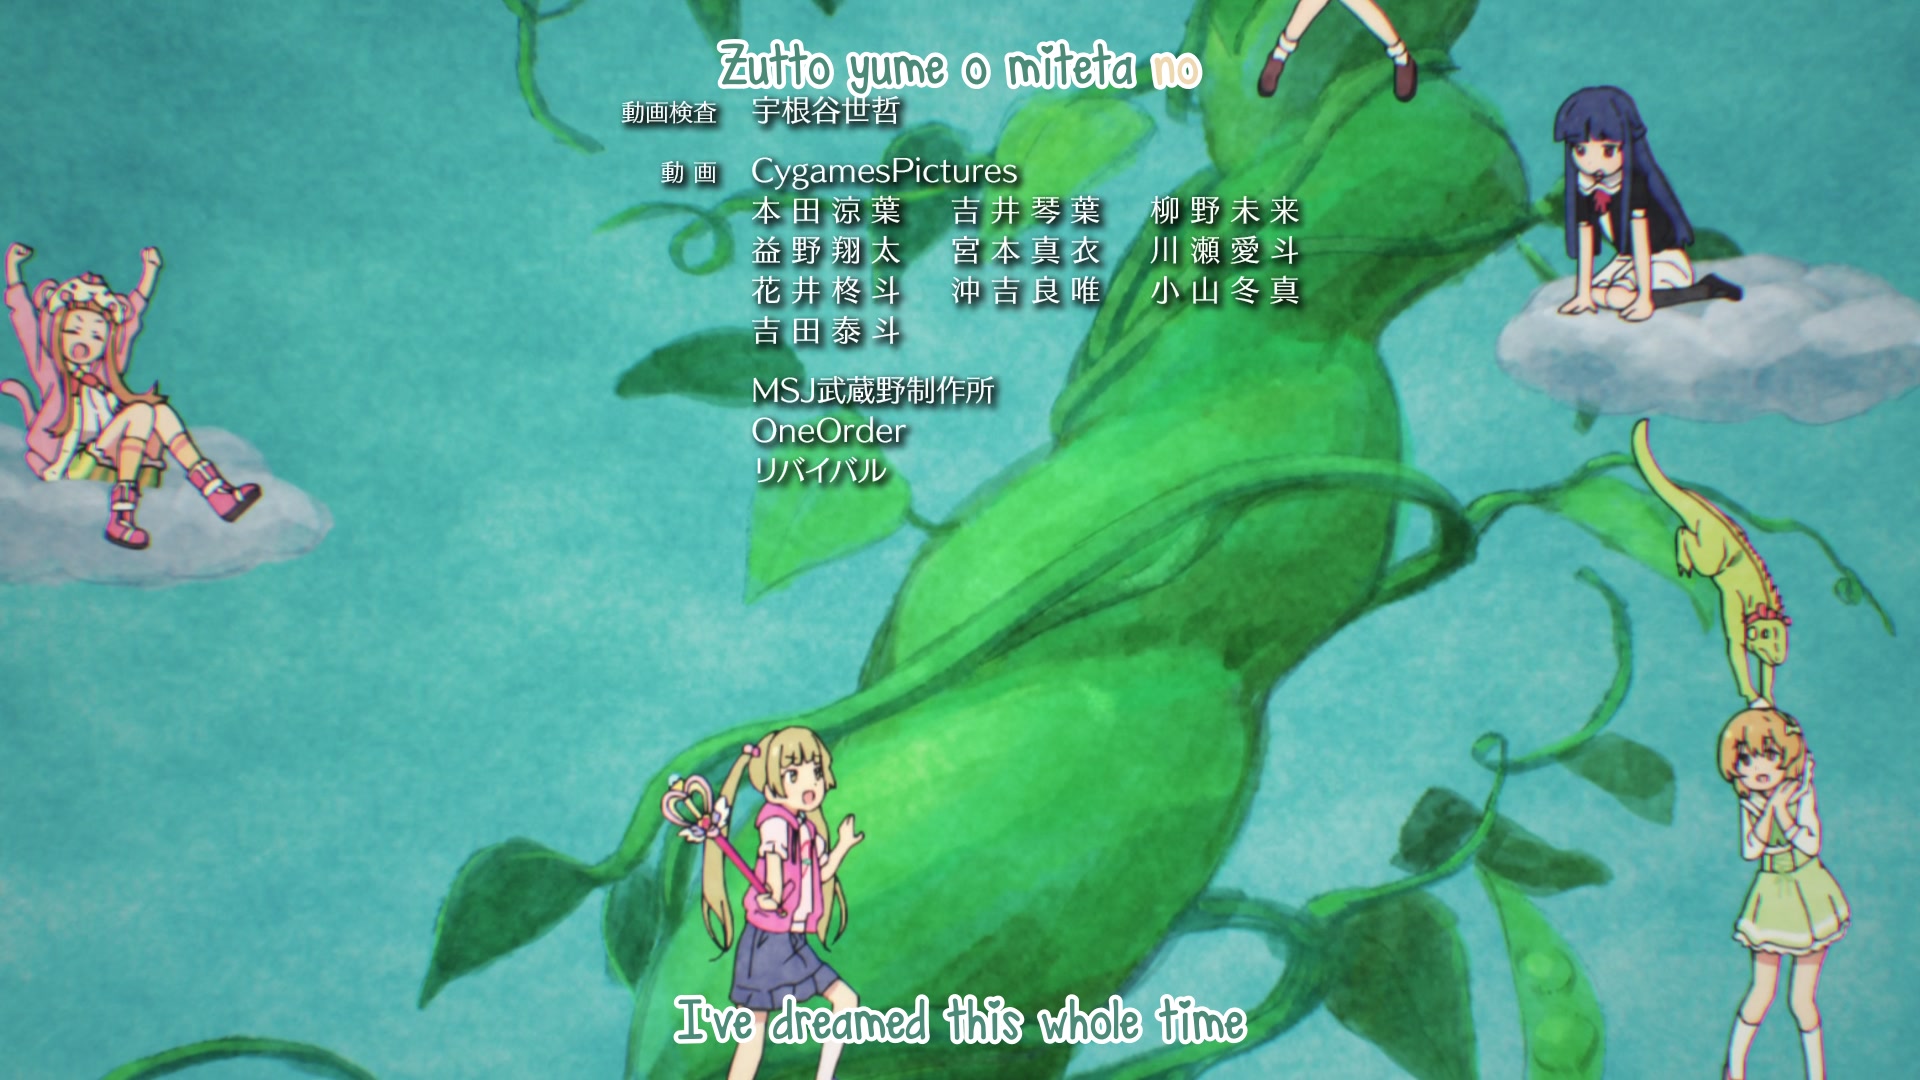 Zutto yume o miteta no
動画検査 宇根谷世哲
動画 CygamesPictures
本田涼葉 吉井琴葉 柳野未来
益野翔太 宮本真衣 川瀬愛斗
花井柊斗 沖吉良唯 小山冬真
吉田泰斗
MSJ武蔵野制作所
OneOrder
リバイバル
I've dreamed this whole time